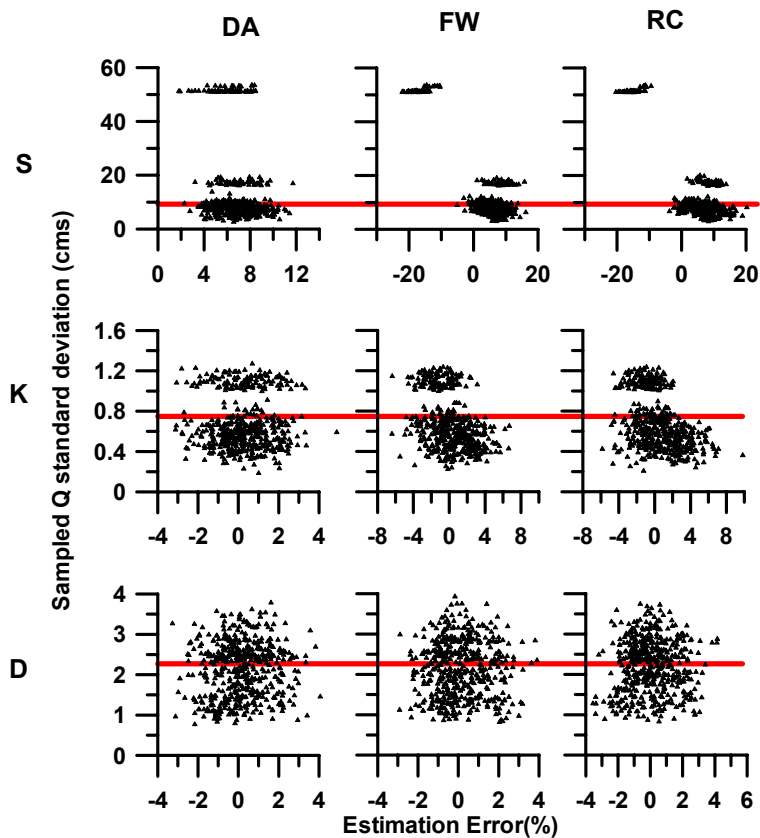 DA FW RC
S
K
D
Sampled Q standard deviation (cms)
60
40
20
0
0 4 8 12
-20 0 20
-20 0 20
1.6
1.2
0.8
0.4
0
-4 -2 0 2 4
-8 -4 0 4 8
-8 -4 0 4 8
4
3
2
1
0
-4 -2 0 2 4
-4 -2 0 2 4
-4 -2 0 2 4 6
Estimation Error(%)